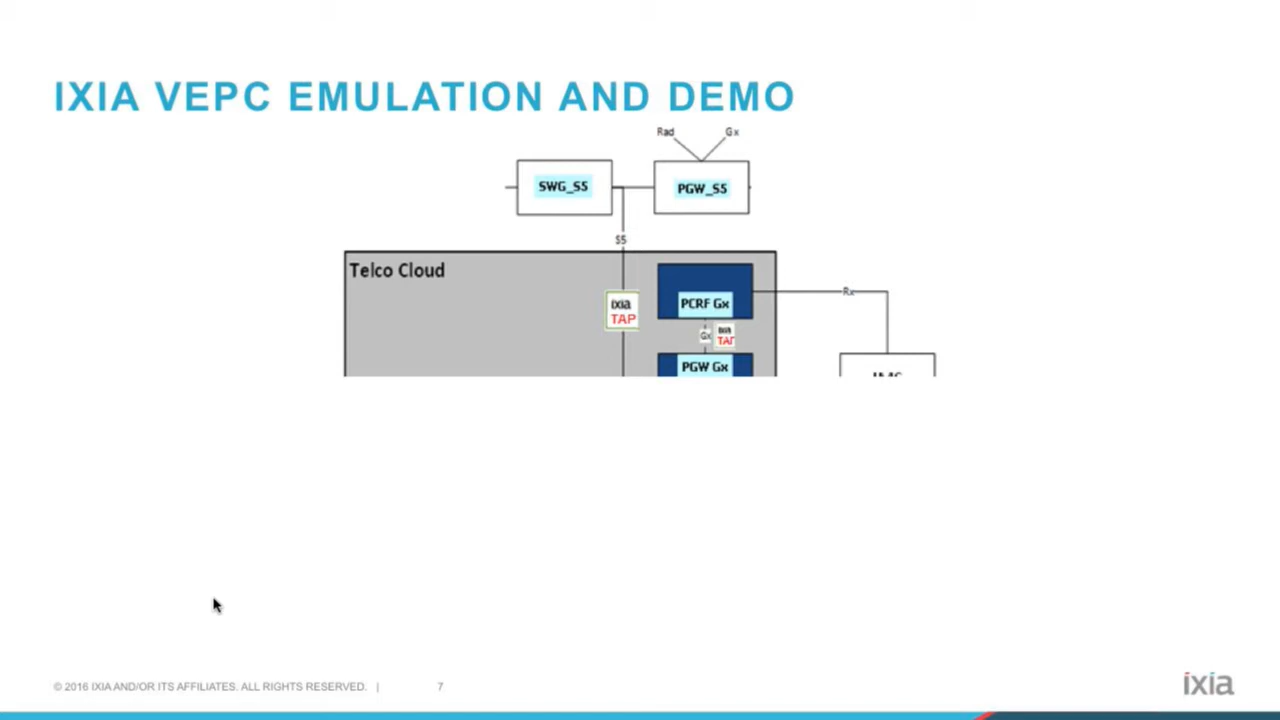 IXIA VEPC EMULATION AND DEMO
Rad Gx
SWG_S5 PGW_S5
S5
Telco Cloud
ixia
TAP
PCRF Gx
Rx
Gx
ixia
TAP
PGW Gx
© 2016 IXIA AND/OR ITS AFFILIATES. ALL RIGHTS RESERVED. | 7
ixia